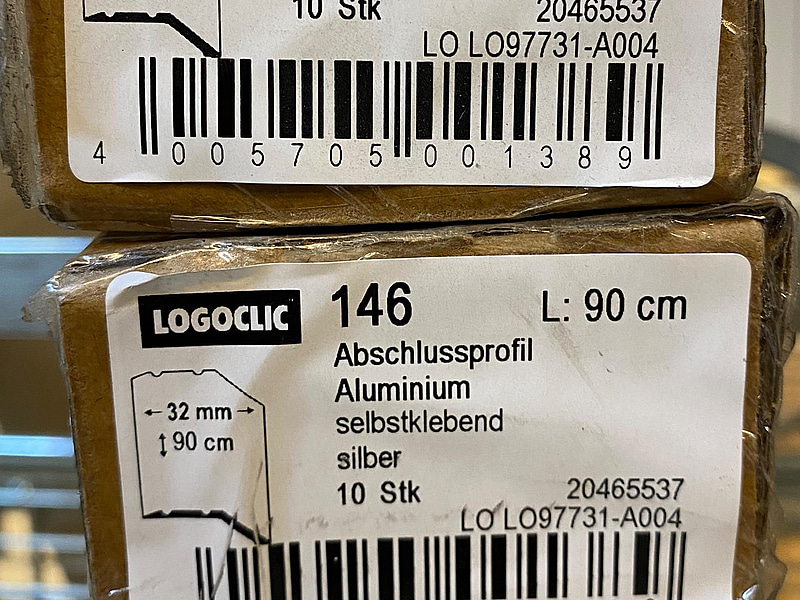 10 Stk
20465537
LO LO97731-A004
4 005705 001389
LOGOCLIC
146
L: 90 cm
Abschlussprofil
Aluminium
selbstklebend
silber
32 mm
90 cm
10 Stk
20465537
LO LO97731-A004